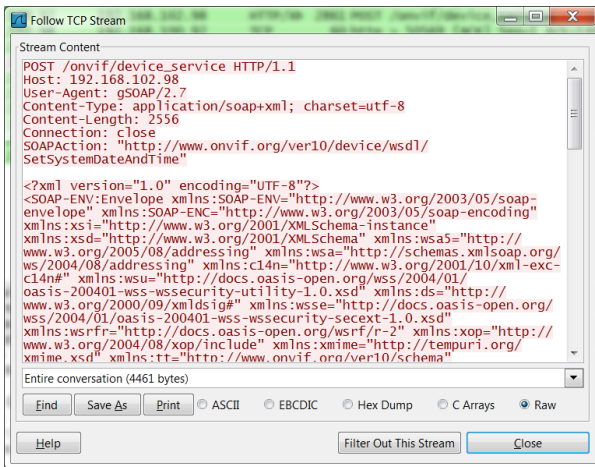 Follow TCP Stream
Stream Content
POST /onvif/device_service HTTP/1.1
Host: 192.168.102.98
User-Agent: gSOAP/2.7
Content-Type: application/soap+xml; charset=utf-8
Content-Length: 2556
Connection: close
SOAPAction: "http://www.onvif.org/ver10/device/wsdl/
SetSystemDateAndTime"
<?xml version="1.0" encoding="UTF-8"?>
<SOAP-ENV:Envelope xmlns:SOAP-ENV="http://www.w3.org/2003/05/soap-
envelope" xmlns:SOAP-ENC="http://www.w3.org/2003/05/soap-encoding"
xmlns:xsi="http://www.w3.org/2001/XMLSchema-instance"
xmlns:xsd="http://www.w3.org/2001/XMLSchema" xmlns:wsa5="http://
www.w3.org/2005/08/addressing" xmlns:wsa="http://schemas.xmlsoap.org/
ws/2004/08/addressing" xmlns:c14n="http://www.w3.org/2001/10/xml-exc-
c14n#" xmlns:wsu="http://docs.oasis-open.org/wss/2004/01/
oasis-200401-wss-wssecurity-utility-1.0.xsd" xmlns:ds="http://
www.w3.org/2000/09/xmldsig#" xmlns:wsse="http://docs.oasis-open.org/
wss/2004/01/oasis-200401-wss-wssecurity-secext-1.0.xsd"
xmlns:wsrfr="http://docs.oasis-open.org/wsrf/r-2" xmlns:xop="http://
www.w3.org/2004/08/xop/include" xmlns:xmime="http://tempuri.org/
xmime.xsd" xmlns:tt="http://www.onvif.org/ver10/schema"
Entire conversation (4461 bytes)
Find Save As Print ASCII EBCDIC Hex Dump C Arrays Raw
Help Filter Out This Stream Close